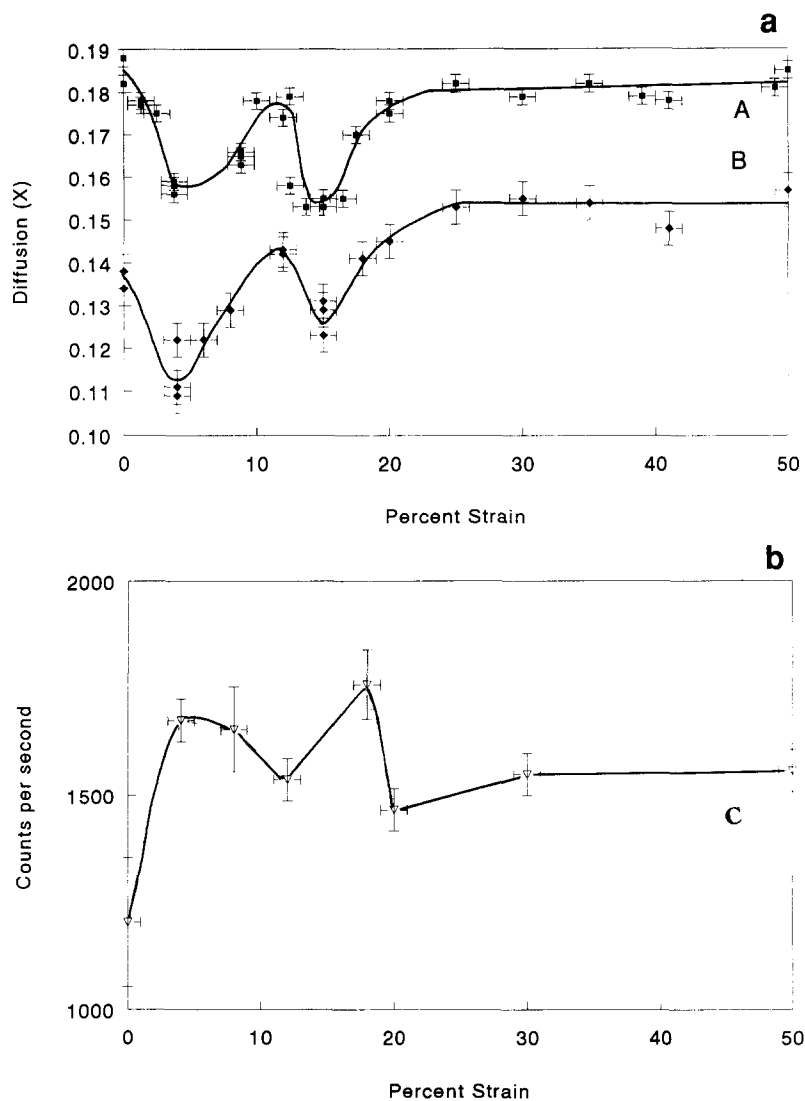 a
0.19
0.18
A
0.17
B
0.16
0.15
0.14
0.13
0.12
0.11
0.10
Diffusion (X)
0 10 20 30 40 50
Percent Strain
b
2000
1500
C
1000
Counts per second
0 10 20 30 40 50
Percent Strain